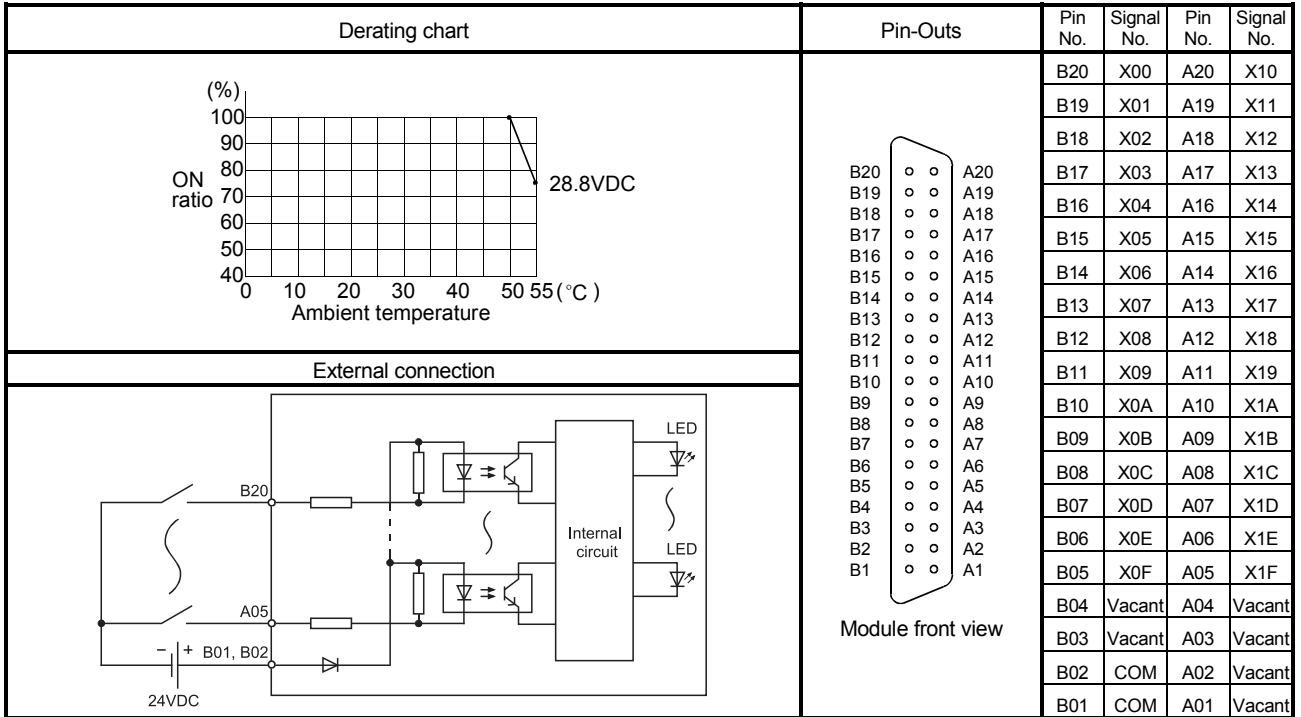 Derating chart
(%)
100
90
80
70
60
50
40
ON
ratio
28.8VDC
0 10 20 30 40 50 55(°C )
Ambient temperature
External connection
LED
B20
Internal
circuit
LED
A05
− + B01, B02
24VDC
Pin-Outs
B20 A20
B19 A19
B18 A18
B17 A17
B16 A16
B15 A15
B14 A14
B13 A13
B12 A12
B11 A11
B10 A10
B9 A9
B8 A8
B7 A7
B6 A6
B5 A5
B4 A4
B3 A3
B2 A2
B1 A1
Module front view
Pin No. Signal No. Pin No. Signal No.
B20 X00 A20 X10
B19 X01 A19 X11
B18 X02 A18 X12
B17 X03 A17 X13
B16 X04 A16 X14
B15 X05 A15 X15
B14 X06 A14 X16
B13 X07 A13 X17
B12 X08 A12 X18
B11 X09 A11 X19
B10 X0A A10 X1A
B09 X0B A09 X1B
B08 X0C A08 X1C
B07 X0D A07 X1D
B06 X0E A06 X1E
B05 X0F A05 X1F
B04 Vacant A04 Vacant
B03 Vacant A03 Vacant
B02 COM A02 Vacant
B01 COM A01 Vacant